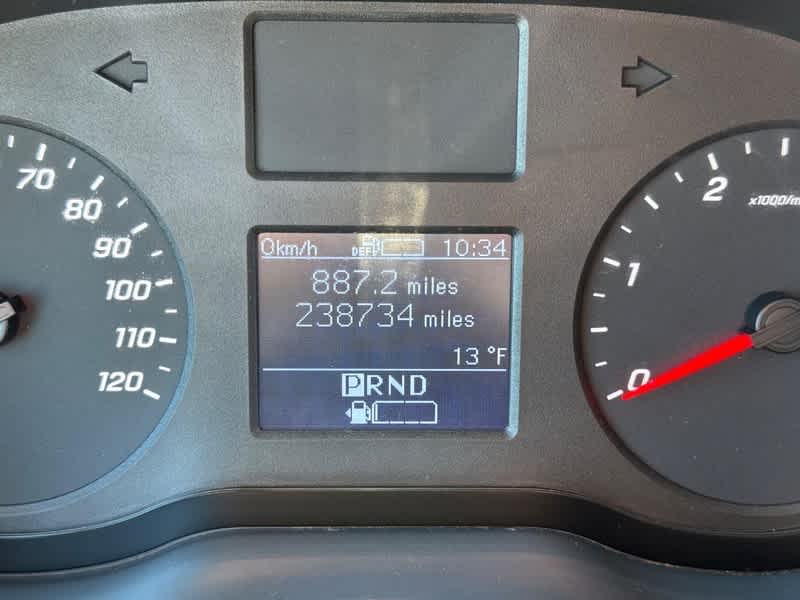 70
80
90
100
110
120
0km/h DEF 10:34
887.2 miles
238734 miles
13 °F
PRND
2
x1000/m
1
0